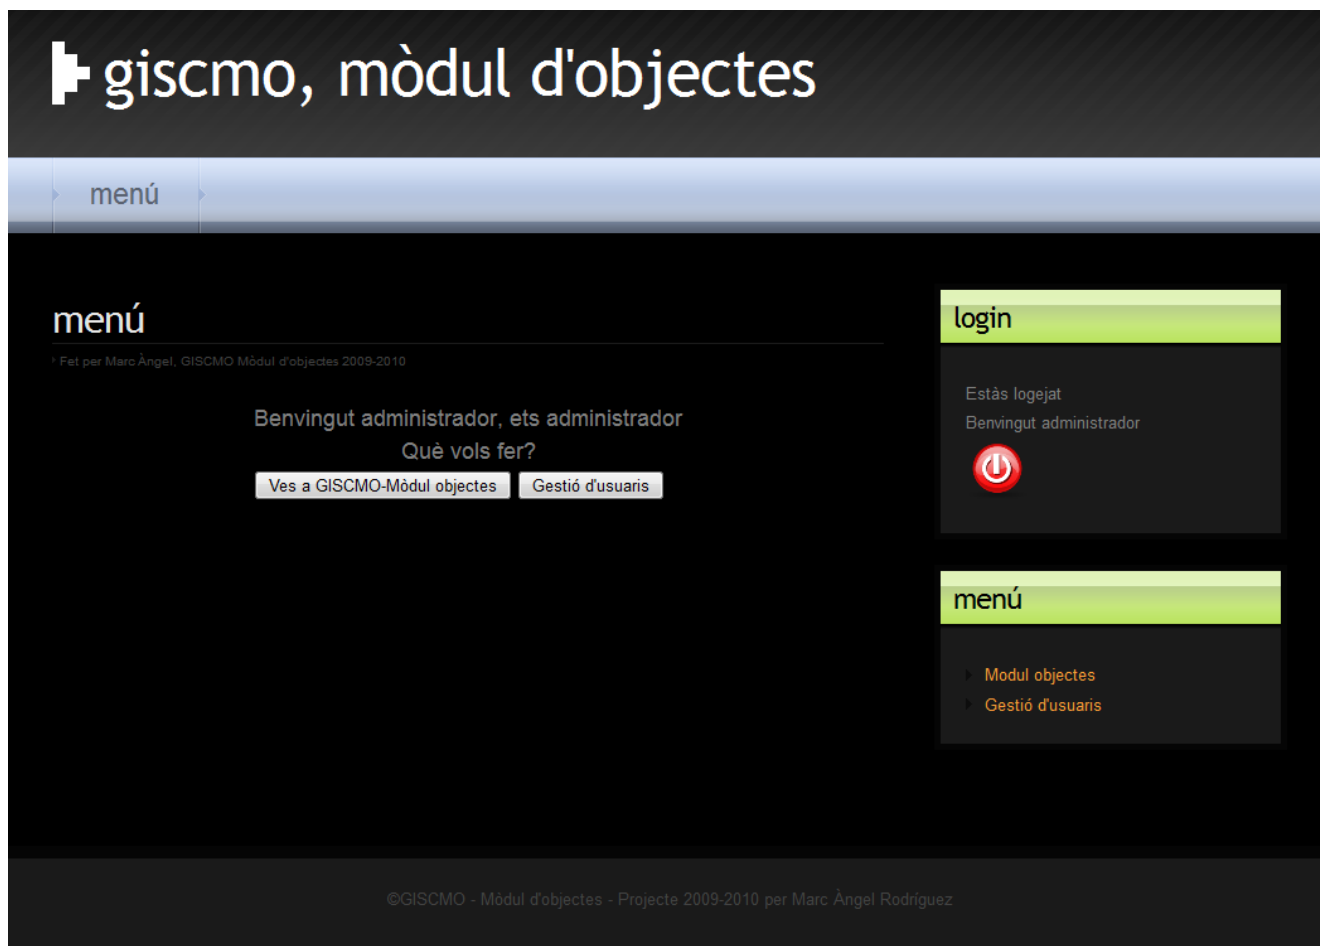 giscmo, mòdul d'objectes
menú
menú
Fet per Marc Àngel, GISCMO Mòdul d'objectes 2009-2010
Benvingut administrador, ets administrador
Què vols fer?
Ves a GISCMO-Mòdul objectes Gestió d'usuaris
login
Estàs logejat
Benvingut administrador
menú
Modul objectes
Gestió d'usuaris
©GISCMO - Mòdul d'objectes - Projecte 2009-2010 per Marc Àngel Rodríguez